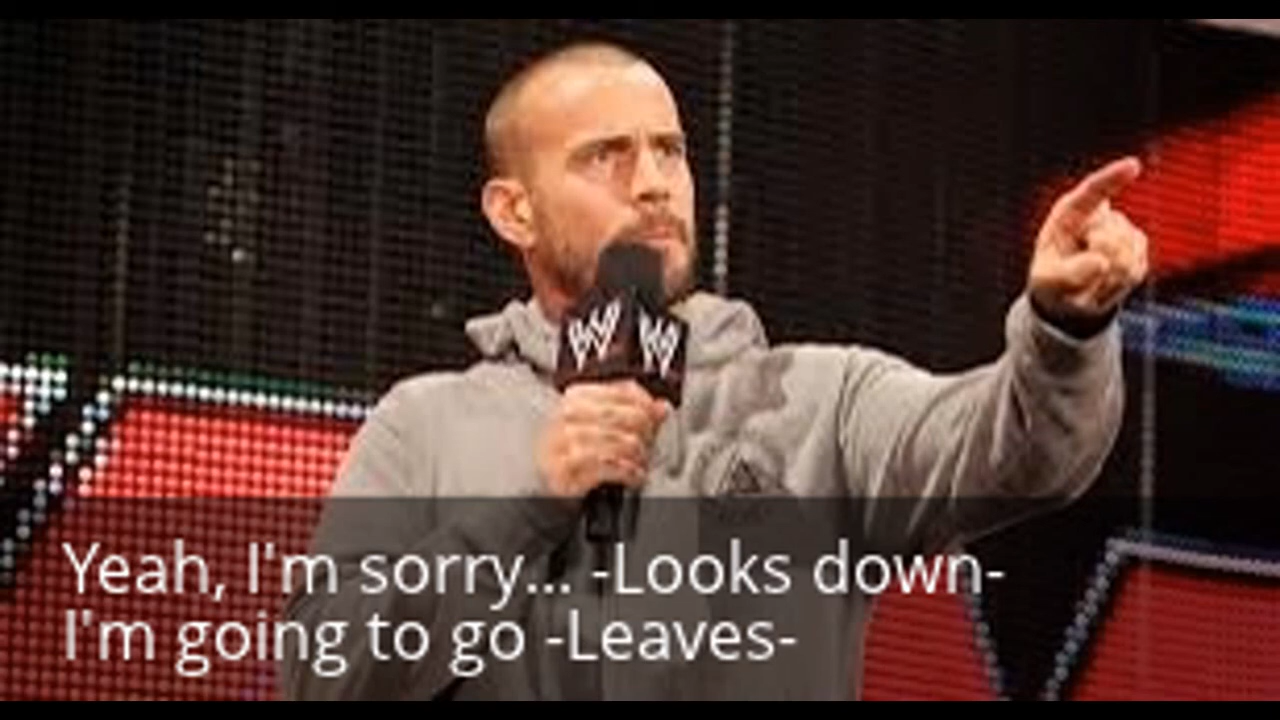 Yeah, I'm sorry... -Looks down-
I'm going to go -Leaves-